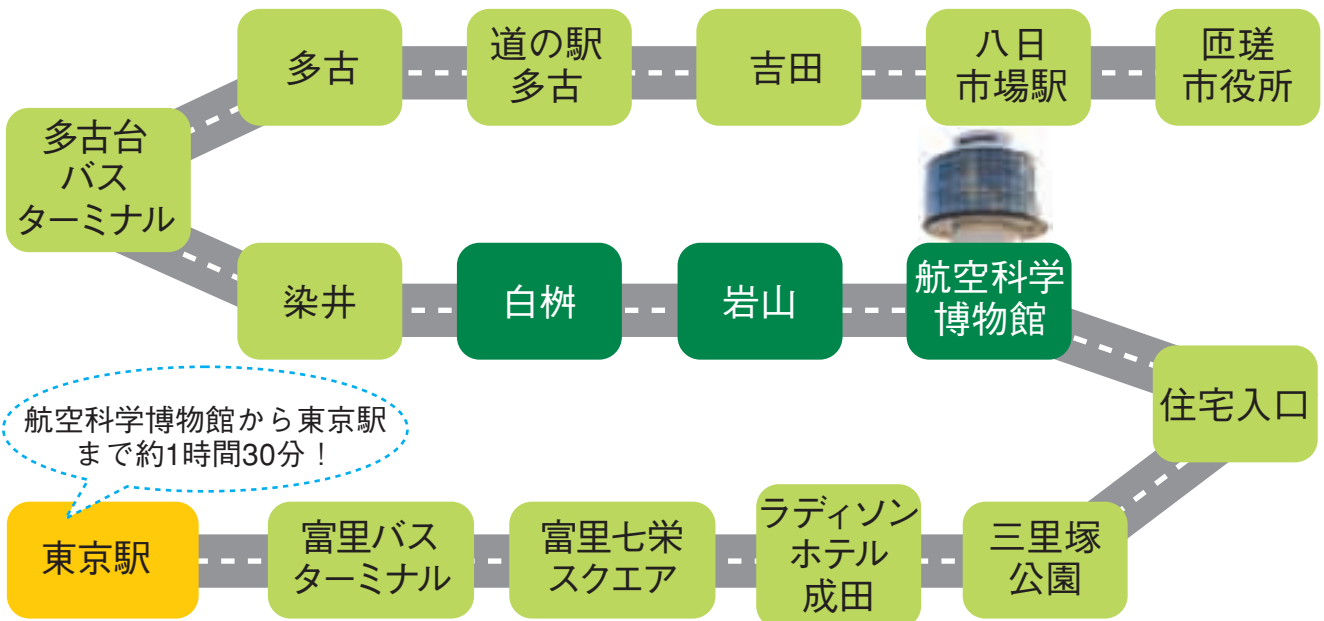 多古
道の駅
多古
吉田
八日
市場駅
匝瑳
市役所
多古台
バス
ターミナル
染井
白桝
岩山
航空科学
博物館
住宅入口
航空科学博物館から東京駅
まで約1時間30分！
東京駅
富里バス
ターミナル
富里七栄
スクエア
ラディソン
ホテル
成田
三里塚
公園